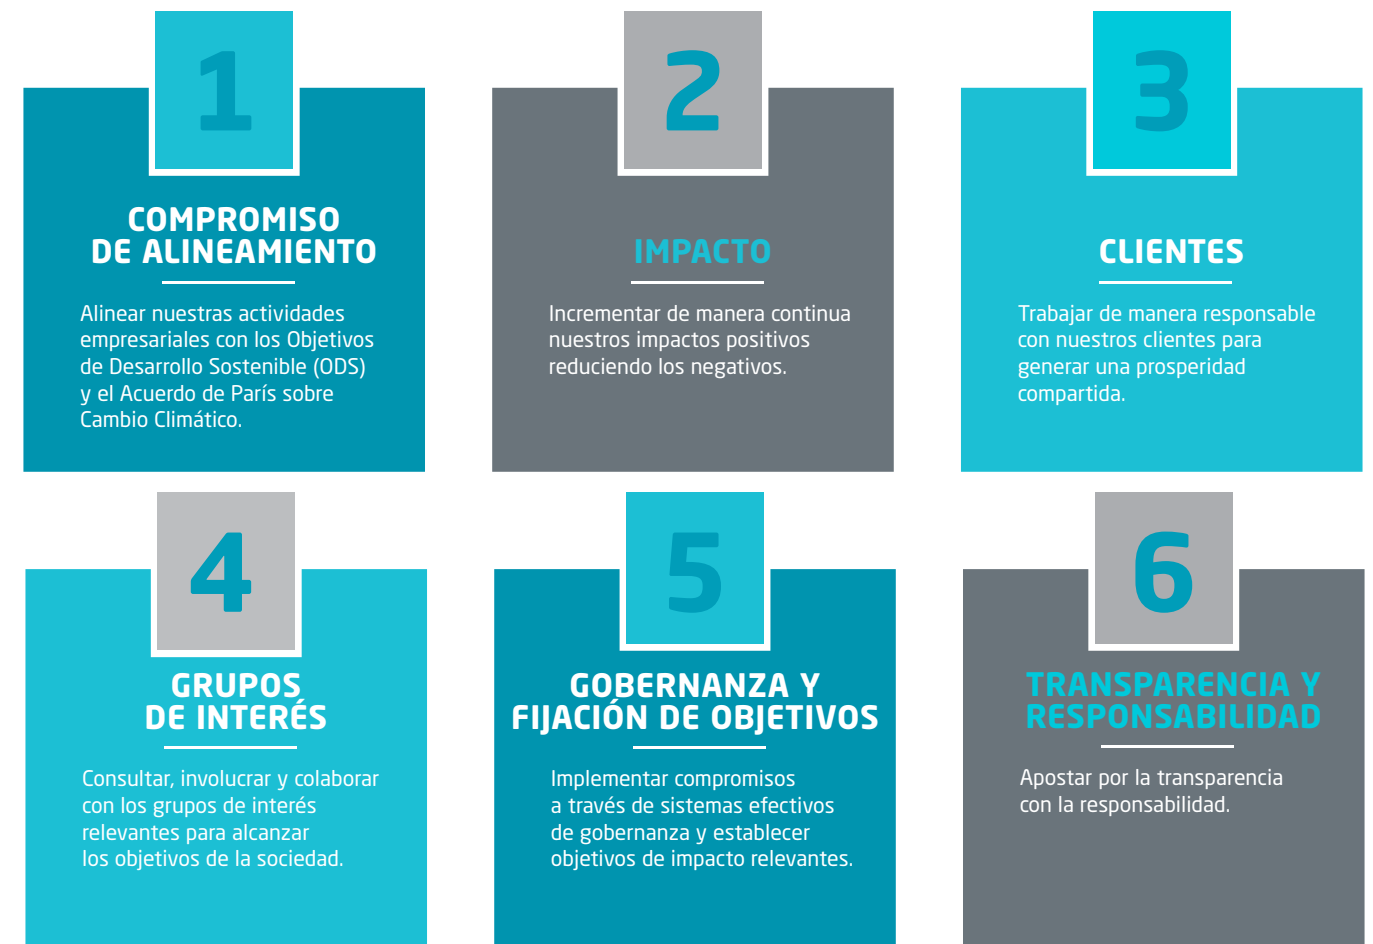 1
COMPROMISO
DE ALINEAMIENTO
Alinear nuestras actividades
empresariales con los Objetivos
de Desarrollo Sostenible (ODS)
y el Acuerdo de París sobre
Cambio Climático.
2
IMPACTO
Incrementar de manera continua
nuestros impactos positivos
reduciendo los negativos.
3
CLIENTES
Trabajar de manera responsable
con nuestros clientes para
generar una prosperidad
compartida.
4
GRUPOS
DE INTERÉS
Consultar, involucrar y colaborar
con los grupos de interés
relevantes para alcanzar
los objetivos de la sociedad.
5
GOBERNANZA Y
FIJACIÓN DE OBJETIVOS
Implementar compromisos
a través de sistemas efectivos
de gobernanza y establecer
objetivos de impacto relevantes.
6
TRANSPARENCIA Y
RESPONSABILIDAD
Apostar por la transparencia
con la responsabilidad.